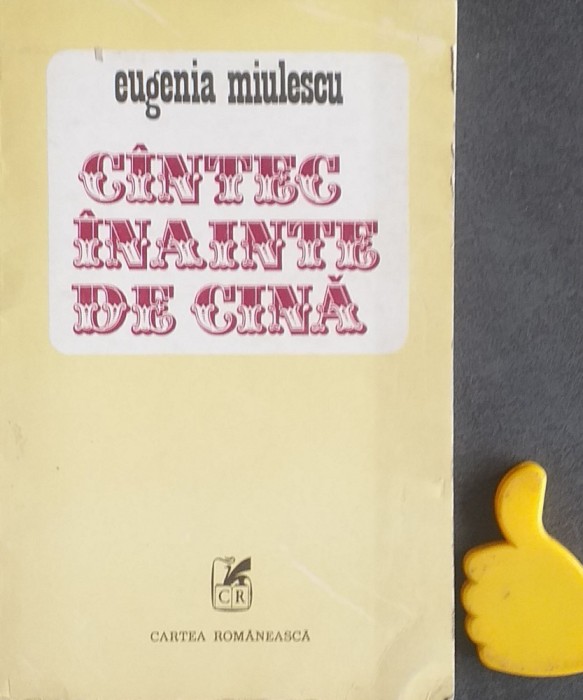 eugenia miulescu
CÎNTEC
ÎNAINTE
DE CINĂ
CR
CARTEA ROMÂNEASCĂ